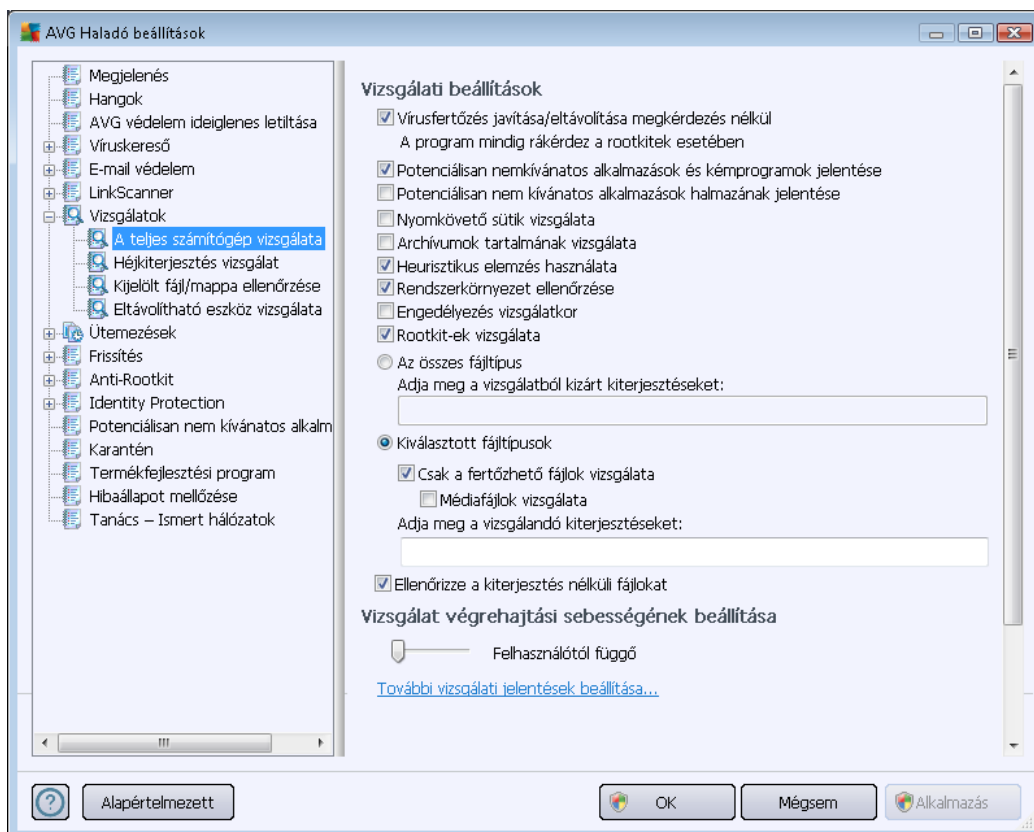 AVG Haladó beállítások
Megjelenés
Hangok
AVG védelem ideiglenes letiltása
Víruskereső
E-mail védelem
LinkScanner
Vizsgálatok
A teljes számítógép vizsgálata
Héjkiterjesztés vizsgálat
Kijelölt fájl/mappa ellenőrzése
Eltávolítható eszköz vizsgálata
Ütemezések
Frissítés
Anti-Rootkit
Identity Protection
Potenciálisan nem kívánatos alkalm
Karantén
Termékfejlesztési program
Hibaállapot mellőzése
Tanács – Ismert hálózatok
Vizsgálati beállítások
Vírusfertőzés javítása/eltávolítása megkérdezés nélkül
A program mindig rákérdez a rootkitek esetében
Potenciálisan nemkívánatos alkalmazások és kémprogramok jelentése
Potenciálisan nem kívánatos alkalmazások halmazának jelentése
Nyomkövető sütik vizsgálata
Archívumok tartalmának vizsgálata
Heurisztikus elemzés használata
Rendszerkörnyezet ellenőrzése
Engedélyezés vizsgálatkor
Rootkit-ek vizsgálata
Az összes fájltípus
Adja meg a vizsgálatból kizárt kiterjesztéseket:
Kiválasztott fájltípusok
Csak a fertőzhető fájlok vizsgálata
Médiafájlok vizsgálata
Adja meg a vizsgálandó kiterjesztéseket:
Ellenőrizze a kiterjesztés nélküli fájlokat
Vizsgálat végrehajtási sebességének beállítása
Felhasználótól függő
További vizsgálati jelentések beállítása...
Alapértelmezett
OK
Mégsem
Alkalmazás